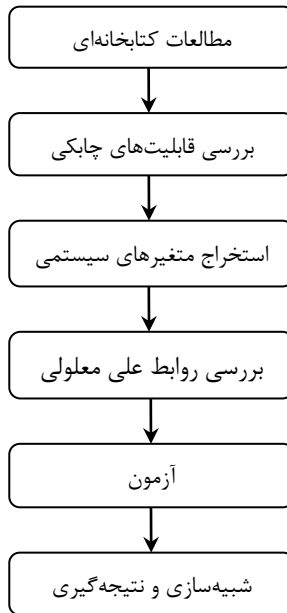 مطالعات کتابخانه‌ای
بررسی قابلیت‌های چابکی
استخراج متغیرهای سیستمی
بررسی روابط علی معلولی
آزمون
شبیه‌سازی و نتیجه‌گیری